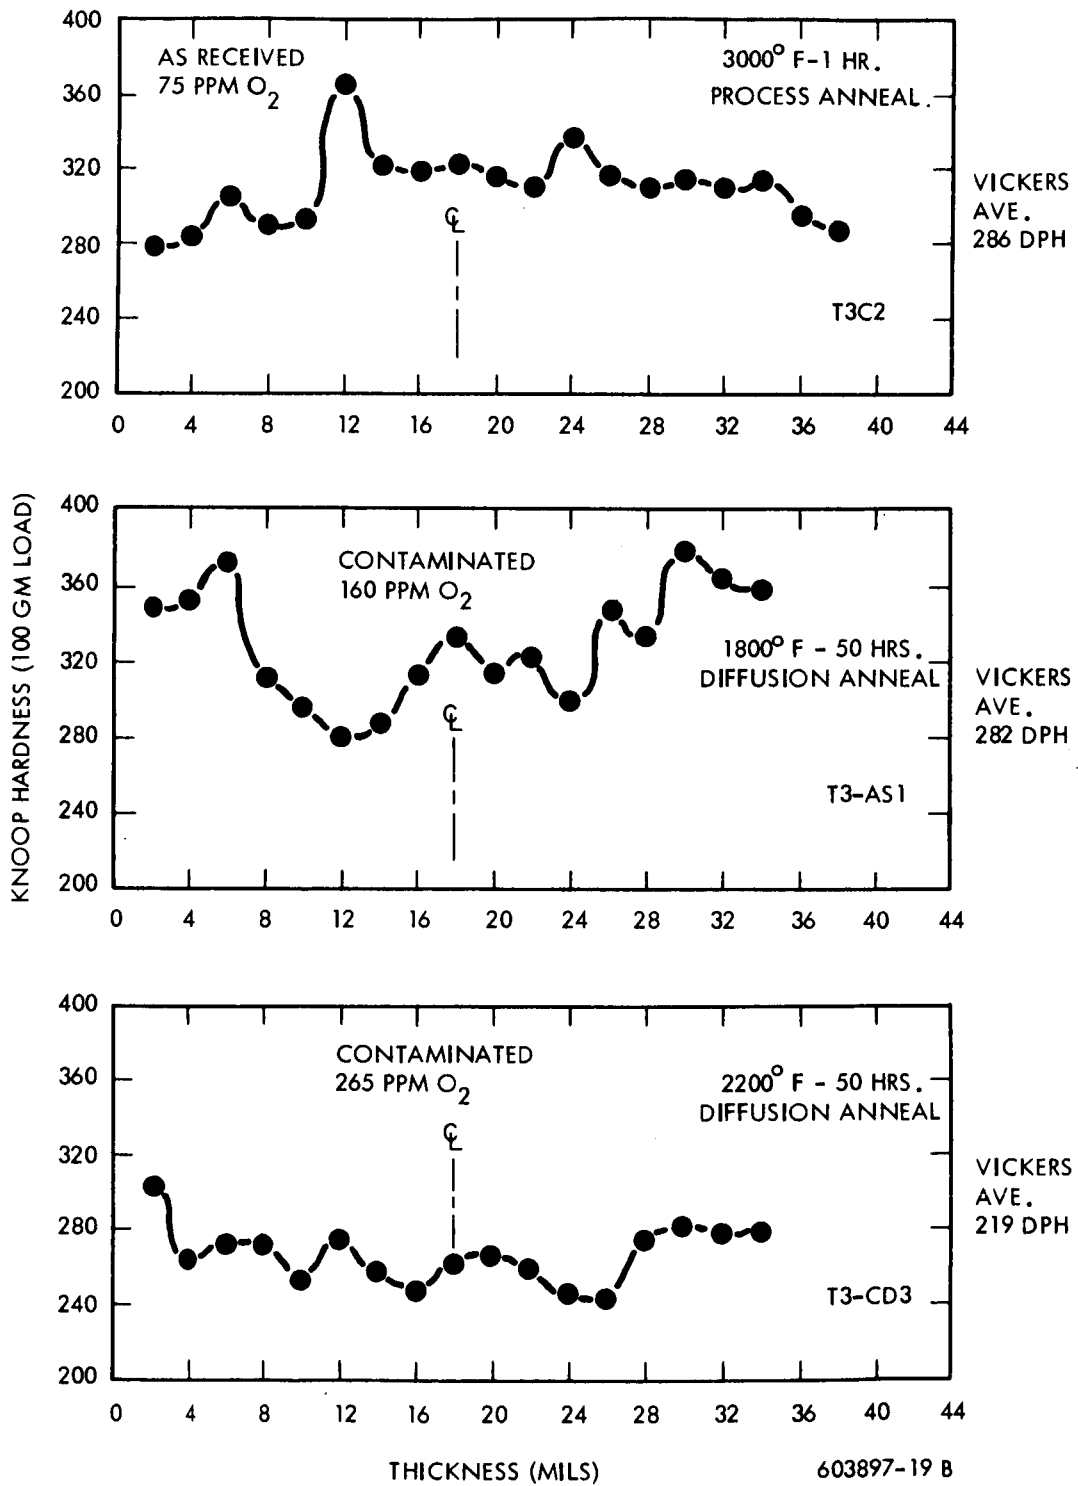 AS RECEIVED
75 PPM O2
3000° F-1 HR.
PROCESS ANNEAL.
400
360
320
280
240
200
℄
T3C2
VICKERS
AVE.
286 DPH
0 4 8 12 16 20 24 28 32 36 40 44
KNOOP HARDNESS (100 GM LOAD)
400
360
320
280
240
200
CONTAMINATED
160 PPM O2
1800° F - 50 HRS.
DIFFUSION ANNEAL
℄
T3-AS1
VICKERS
AVE.
282 DPH
0 4 8 12 16 20 24 28 32 36 40 44
400
360
320
280
240
200
CONTAMINATED
265 PPM O2
2200° F - 50 HRS.
DIFFUSION ANNEAL
℄
T3-CD3
VICKERS
AVE.
219 DPH
0 4 8 12 16 20 24 28 32 36 40 44
THICKNESS (MILS)
603897-19 B